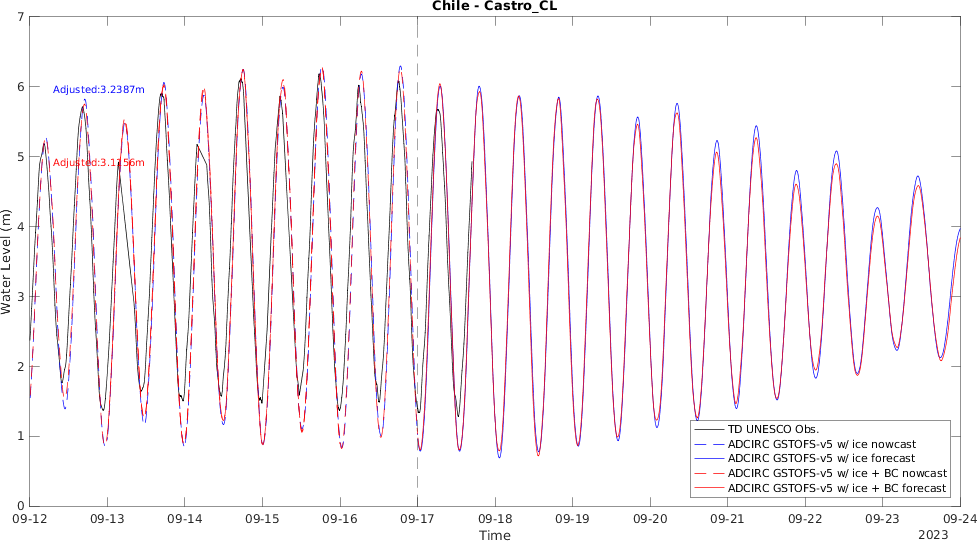 Chile - Castro_CL
7
6
5
4
3
2
1
0
Water Level (m)
Adjusted:3.2387m
Adjusted:3.1356m
TD UNESCO Obs.
ADCIRC GSTOFS-v5 w/ ice nowcast
ADCIRC GSTOFS-v5 w/ ice forecast
ADCIRC GSTOFS-v5 w/ ice + BC nowcast
ADCIRC GSTOFS-v5 w/ ice + BC forecast
09-12 09-13 09-14 09-15 09-16 09-17 09-18 09-19 09-20 09-21 09-22 09-23 09-24
Time
2023